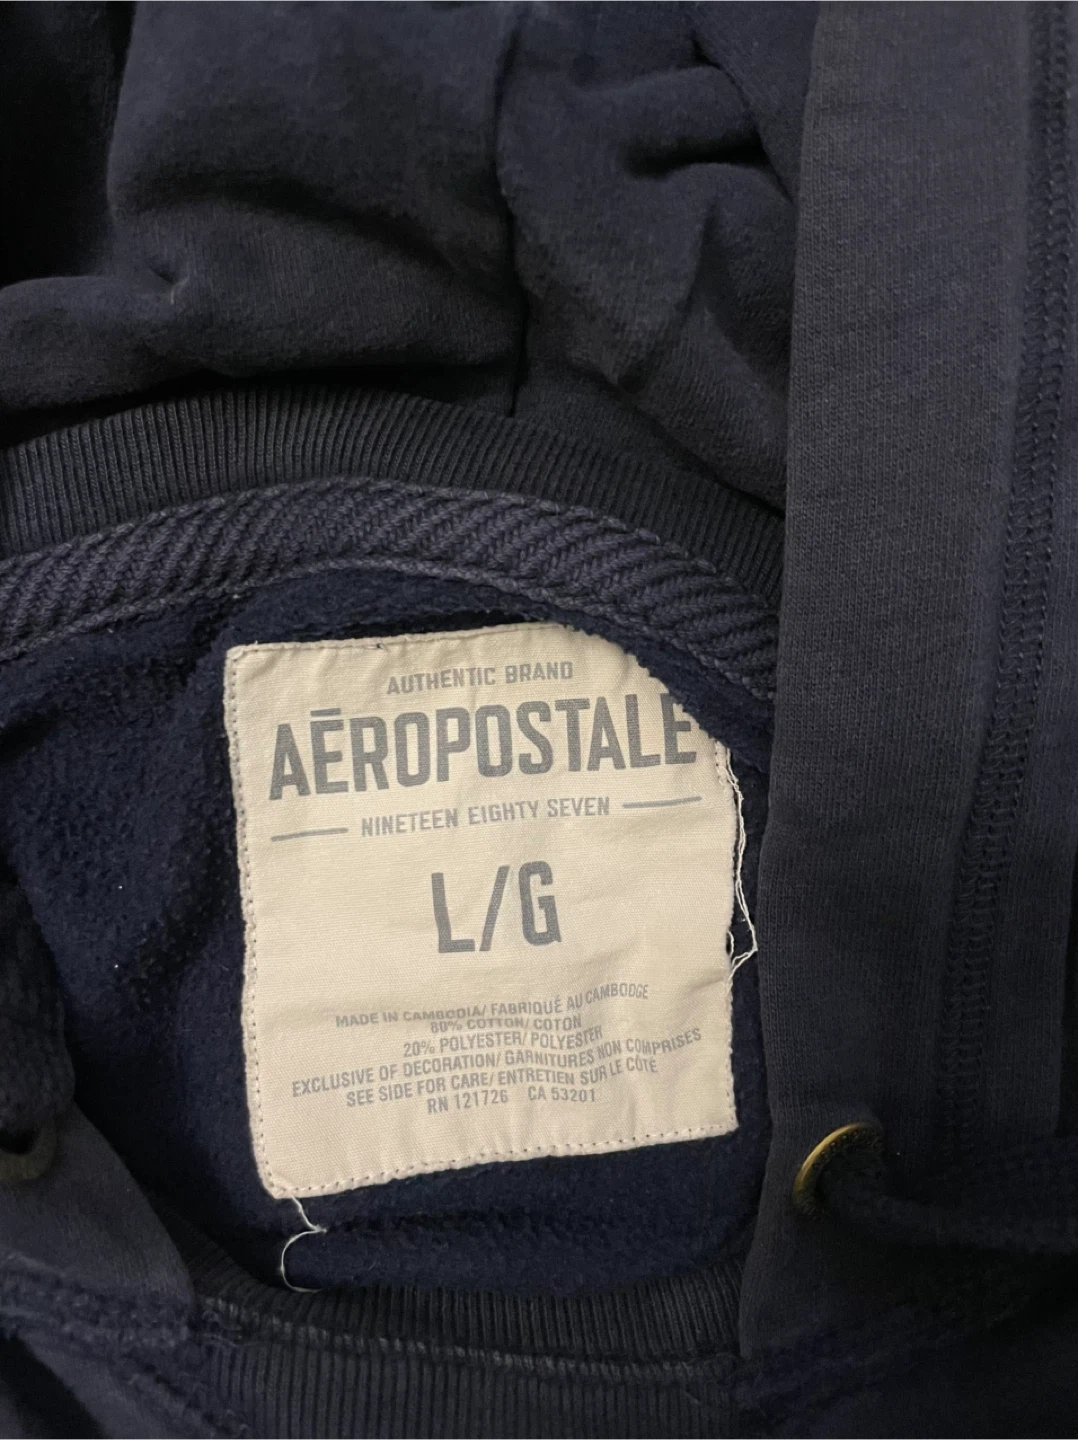 AUTHENTIC BRAND
AĒROPOSTALE
NINETEEN EIGHTY SEVEN
L/G
MADE IN CAMBODIA/ FABRIQUÉ AU CAMBODGE
80% COTTON/ COTON
20% POLYESTER/ POLYESTER
EXCLUSIVE OF DECORATION/ GARNITURES NON COMPRISES
SEE SIDE FOR CARE/ ENTRETIEN SUR LE CÔTÉ
RN 121726 CA 53201